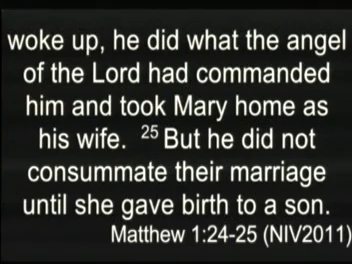 woke up, he did what the angel
of the Lord had commanded
him and took Mary home as
his wife. 25 But he did not
consummate their marriage
until she gave birth to a son.
Matthew 1:24-25 (NIV2011)